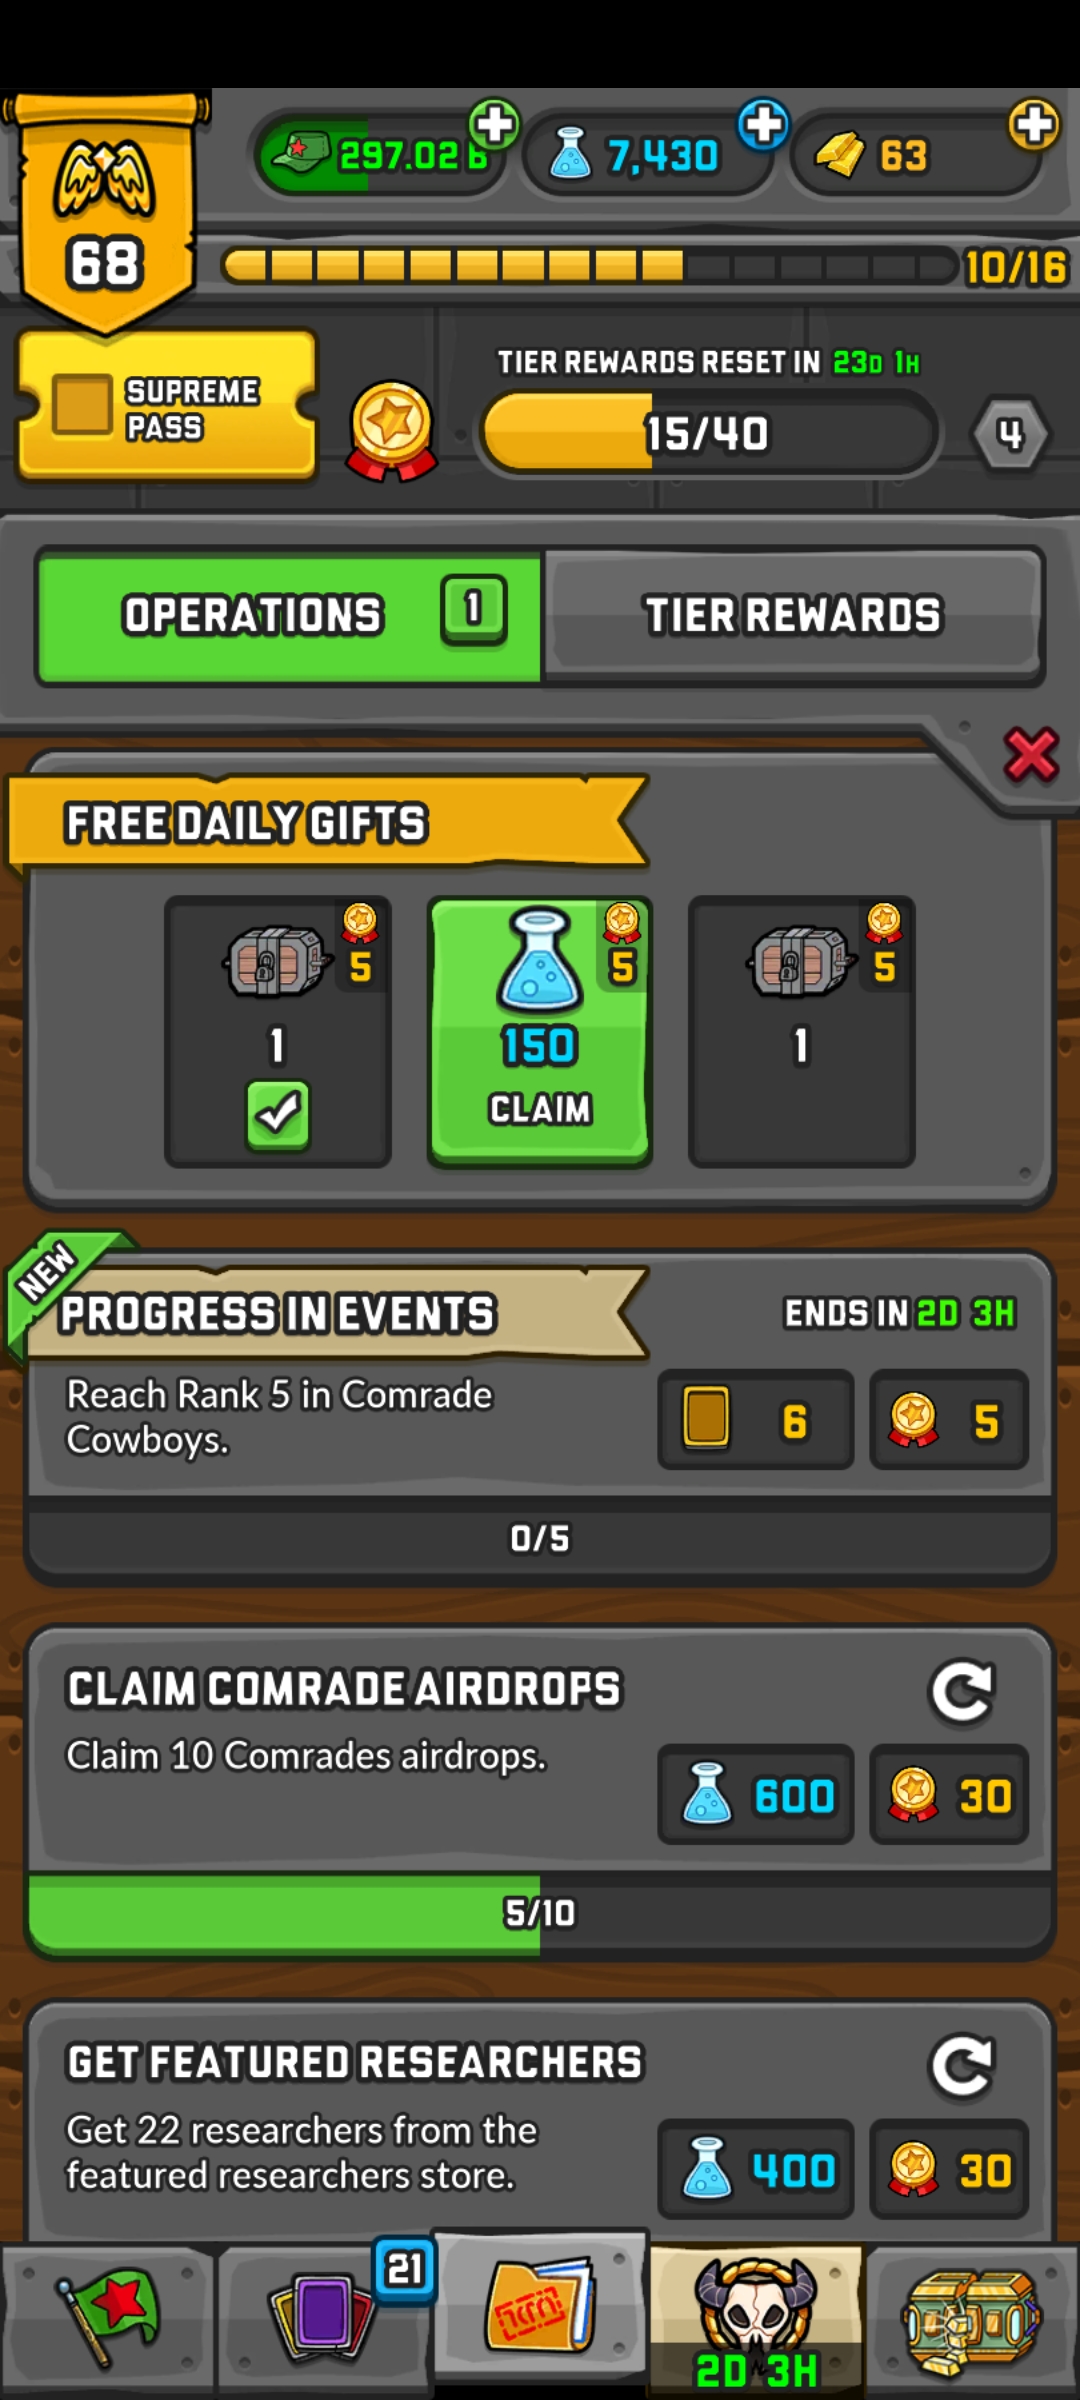 297.02 B
7,430
63
68
10/16
SUPREME
PASS
TIER REWARDS RESET IN 23D 1H
15/40
4
OPERATIONS 1
TIER REWARDS
FREE DAILY GIFTS
5
5
5
1
150
1
CLAIM
NEW
PROGRESS IN EVENTS
ENDS IN 2D 3H
Reach Rank 5 in Comrade
Cowboys.
6
5
0/5
CLAIM COMRADE AIRDROPS
Claim 10 Comrades airdrops.
600
30
5/10
GET FEATURED RESEARCHERS
Get 22 researchers from the
featured researchers store.
400
30
21
2D 3H